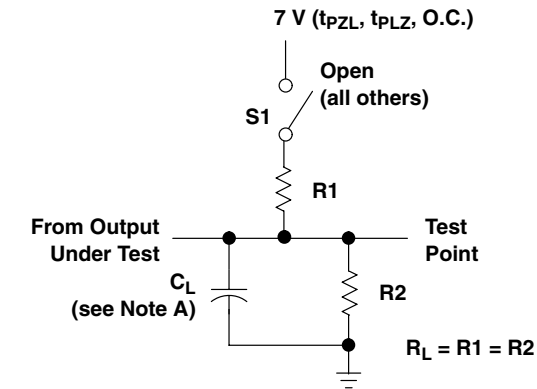 7 V (tPZL, tPLZ, O.C.)
Open
(all others)
S1
R1
From Output
Under Test
Test
Point
CL
(see Note A)
R2
RL = R1 = R2